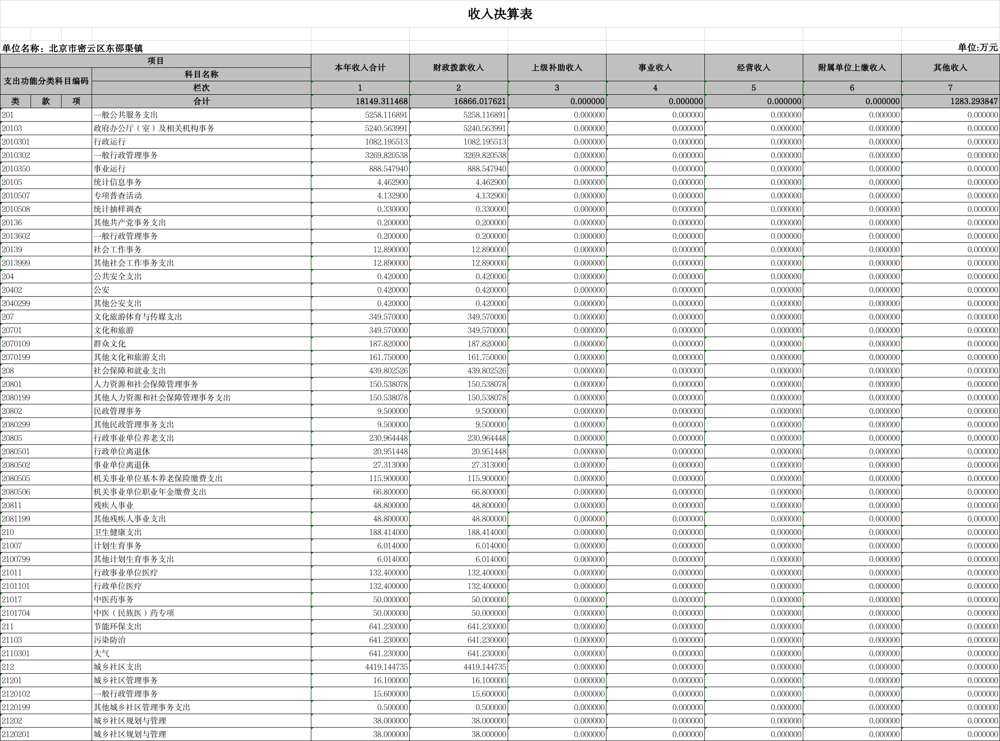 收入决算表
单位名称：北京市密云区东邵渠镇 单位:万元
项目 本年收入合计 财政拨款收入 上级补助收入 事业收入 经营收入 附属单位上缴收入 其他收入
支出功能分类科目编码 科目名称
栏次 1 2 3 4 5 6 7
类 款 项 合计 18149.311468 16866.017621 0.000000 0.000000 0.000000 0.000000 1283.293847
201 一般公共服务支出 5258.116891 5258.116891 0.000000 0.000000 0.000000 0.000000 0.000000
20103 政府办公厅（室）及相关机构事务 5240.563991 5240.563991 0.000000 0.000000 0.000000 0.000000 0.000000
2010301 行政运行 1082.195513 1082.195513 0.000000 0.000000 0.000000 0.000000 0.000000
2010302 一般行政管理事务 3269.820538 3269.820538 0.000000 0.000000 0.000000 0.000000 0.000000
2010350 事业运行 888.547940 888.547940 0.000000 0.000000 0.000000 0.000000 0.000000
20105 统计信息事务 4.462900 4.462900 0.000000 0.000000 0.000000 0.000000 0.000000
2010507 专项普查活动 4.132900 4.132900 0.000000 0.000000 0.000000 0.000000 0.000000
2010508 统计抽样调查 0.330000 0.330000 0.000000 0.000000 0.000000 0.000000 0.000000
20136 其他共产党事务支出 0.200000 0.200000 0.000000 0.000000 0.000000 0.000000 0.000000
2013602 一般行政管理事务 0.200000 0.200000 0.000000 0.000000 0.000000 0.000000 0.000000
20139 社会工作事务 12.890000 12.890000 0.000000 0.000000 0.000000 0.000000 0.000000
2013999 其他社会工作事务支出 12.890000 12.890000 0.000000 0.000000 0.000000 0.000000 0.000000
204 公共安全支出 0.420000 0.420000 0.000000 0.000000 0.000000 0.000000 0.000000
20402 公安 0.420000 0.420000 0.000000 0.000000 0.000000 0.000000 0.000000
2040299 其他公安支出 0.420000 0.420000 0.000000 0.000000 0.000000 0.000000 0.000000
207 文化旅游体育与传媒支出 349.570000 349.570000 0.000000 0.000000 0.000000 0.000000 0.000000
20701 文化和旅游 349.570000 349.570000 0.000000 0.000000 0.000000 0.000000 0.000000
2070109 群众文化 187.820000 187.820000 0.000000 0.000000 0.000000 0.000000 0.000000
2070199 其他文化和旅游支出 161.750000 161.750000 0.000000 0.000000 0.000000 0.000000 0.000000
208 社会保障和就业支出 439.802526 439.802526 0.000000 0.000000 0.000000 0.000000 0.000000
20801 人力资源和社会保障管理事务 150.538078 150.538078 0.000000 0.000000 0.000000 0.000000 0.000000
2080199 其他人力资源和社会保障管理事务支出 150.538078 150.538078 0.000000 0.000000 0.000000 0.000000 0.000000
20802 民政管理事务 9.500000 9.500000 0.000000 0.000000 0.000000 0.000000 0.000000
2080299 其他民政管理事务支出 9.500000 9.500000 0.000000 0.000000 0.000000 0.000000 0.000000
20805 行政事业单位养老支出 230.964448 230.964448 0.000000 0.000000 0.000000 0.000000 0.000000
2080501 行政单位离退休 20.951448 20.951448 0.000000 0.000000 0.000000 0.000000 0.000000
2080502 事业单位离退休 27.313000 27.313000 0.000000 0.000000 0.000000 0.000000 0.000000
2080505 机关事业单位基本养老保险缴费支出 115.900000 115.900000 0.000000 0.000000 0.000000 0.000000 0.000000
2080506 机关事业单位职业年金缴费支出 66.800000 66.800000 0.000000 0.000000 0.000000 0.000000 0.000000
20811 残疾人事业 48.800000 48.800000 0.000000 0.000000 0.000000 0.000000 0.000000
2081199 其他残疾人事业支出 48.800000 48.800000 0.000000 0.000000 0.000000 0.000000 0.000000
210 卫生健康支出 188.414000 188.414000 0.000000 0.000000 0.000000 0.000000 0.000000
21007 计划生育事务 6.014000 6.014000 0.000000 0.000000 0.000000 0.000000 0.000000
2100799 其他计划生育事务支出 6.014000 6.014000 0.000000 0.000000 0.000000 0.000000 0.000000
21011 行政事业单位医疗 132.400000 132.400000 0.000000 0.000000 0.000000 0.000000 0.000000
2101101 行政单位医疗 132.400000 132.400000 0.000000 0.000000 0.000000 0.000000 0.000000
21017 中医药事务 50.000000 50.000000 0.000000 0.000000 0.000000 0.000000 0.000000
2101704 中医（民族医）药专项 50.000000 50.000000 0.000000 0.000000 0.000000 0.000000 0.000000
211 节能环保支出 641.230000 641.230000 0.000000 0.000000 0.000000 0.000000 0.000000
21103 污染防治 641.230000 641.230000 0.000000 0.000000 0.000000 0.000000 0.000000
2110301 大气 641.230000 641.230000 0.000000 0.000000 0.000000 0.000000 0.000000
212 城乡社区支出 4419.144735 4419.144735 0.000000 0.000000 0.000000 0.000000 0.000000
21201 城乡社区管理事务 16.100000 16.100000 0.000000 0.000000 0.000000 0.000000 0.000000
2120102 一般行政管理事务 15.600000 15.600000 0.000000 0.000000 0.000000 0.000000 0.000000
2120199 其他城乡社区管理事务支出 0.500000 0.500000 0.000000 0.000000 0.000000 0.000000 0.000000
21202 城乡社区规划与管理 38.000000 38.000000 0.000000 0.000000 0.000000 0.000000 0.000000
2120201 城乡社区规划与管理 38.000000 38.000000 0.000000 0.000000 0.000000 0.000000 0.000000